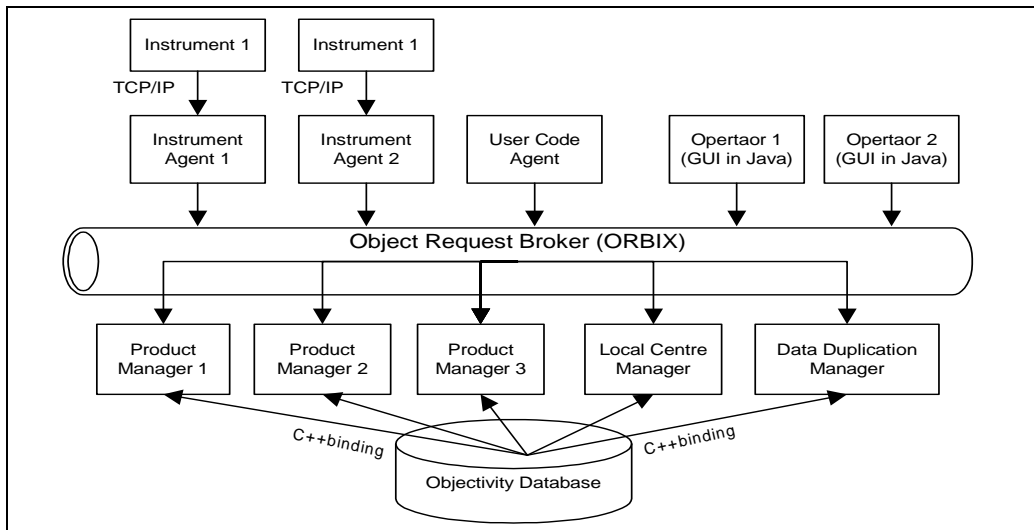 Instrument 1
Instrument 1
TCP/IP
TCP/IP
Instrument
Agent 1
Instrument
Agent 2
User Code
Agent
Opertaor 1
(GUI in Java)
Opertaor 2
(GUI in Java)
Object Request Broker (ORBIX)
Product
Manager 1
Product
Manager 2
Product
Manager 3
Local Centre
Manager
Data Duplication
Manager
C++binding
C++binding
Objectivity Database